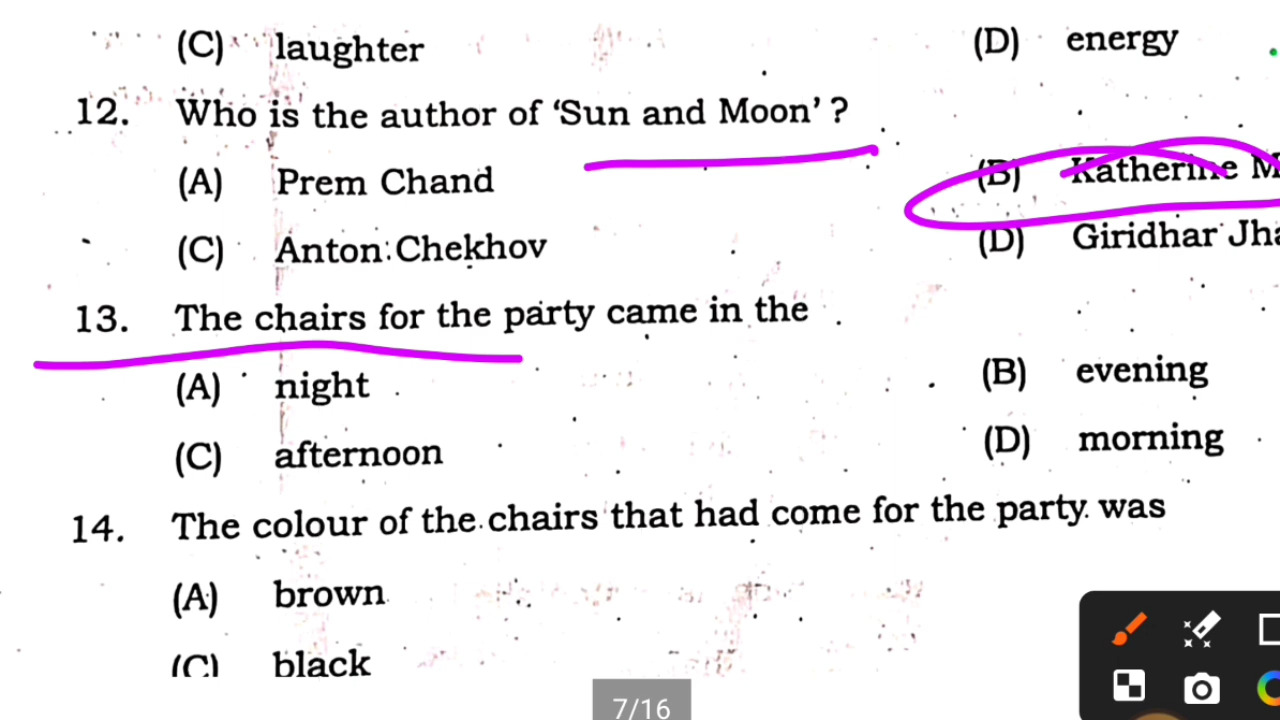 (C) laughter (D) energy
12. Who is the author of 'Sun and Moon' ?
(A) Prem Chand (B) Katherine M
(C) Anton Chekhov (D) Giridhar Jha
13. The chairs for the party came in the
(A) night (B) evening
(C) afternoon (D) morning
14. The colour of the chairs that had come for the party was
(A) brown
(C) black
7/16